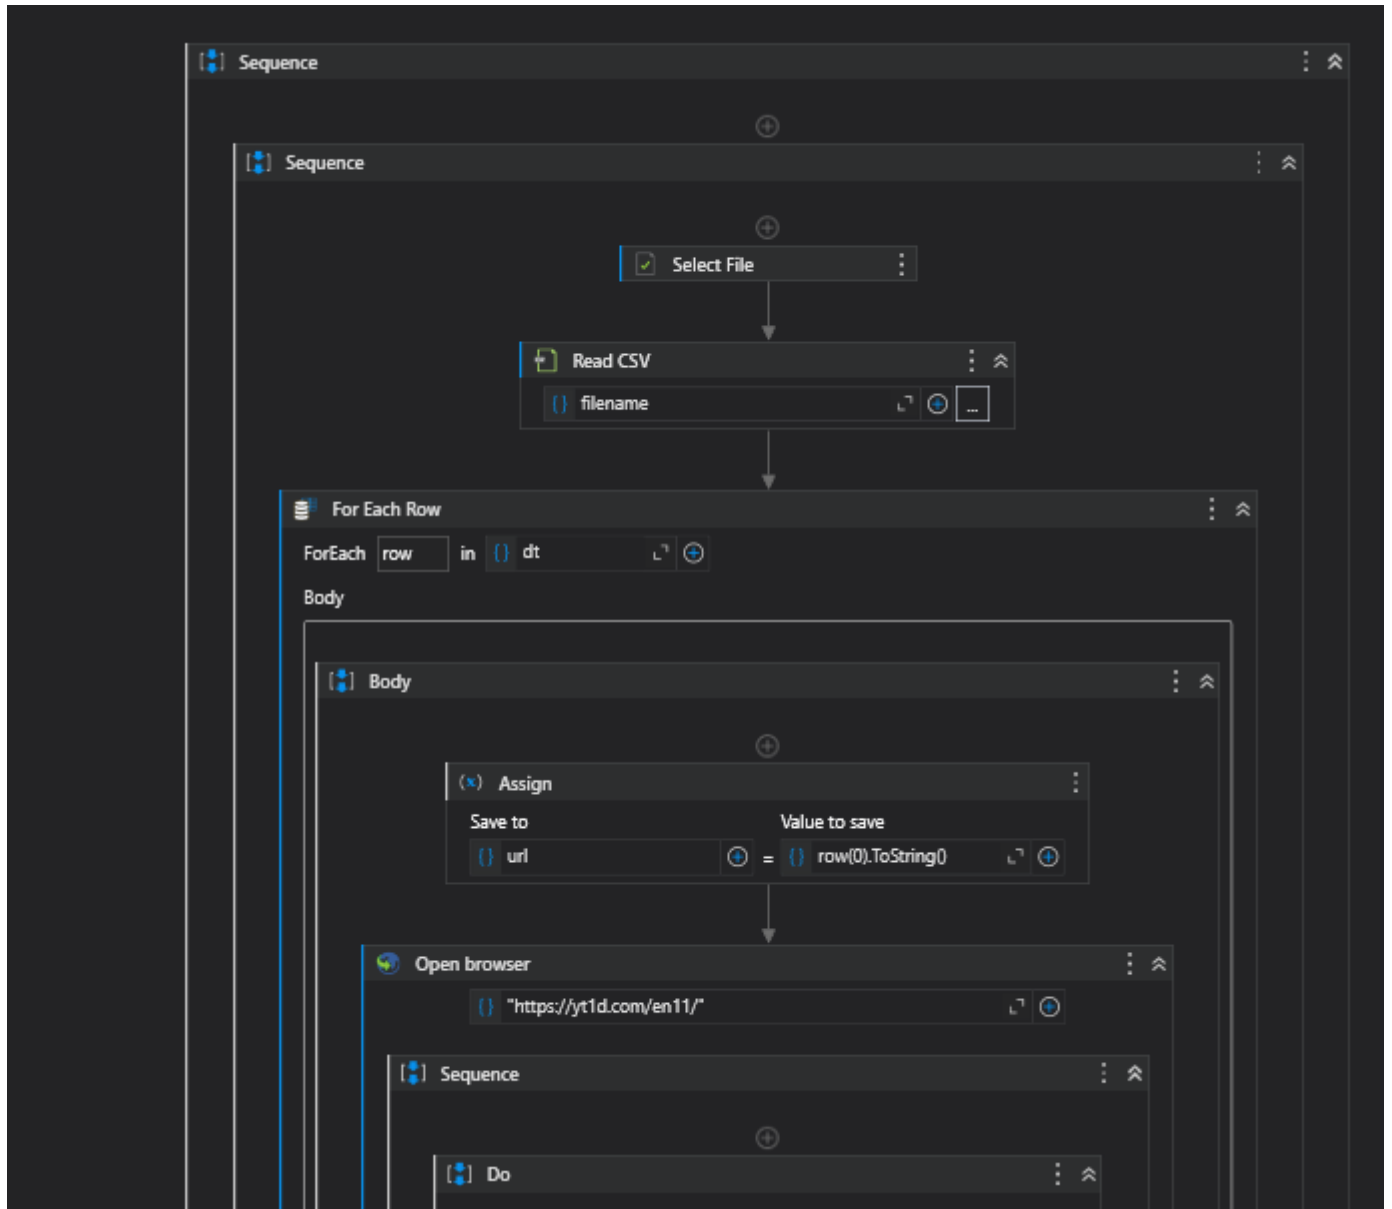 Sequence
Sequence
Select File
Read CSV
{} filename ...
For Each Row
ForEach row in {} dt
Body
Body
(x) Assign
Save to Value to save
{} url = {} row(0).ToString()
Open browser
{} "https://yt1d.com/en11/"
Sequence
Do